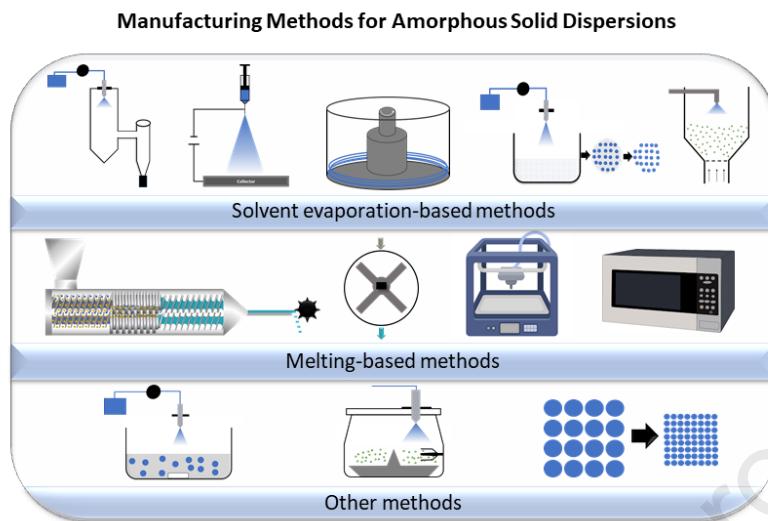 Manufacturing Methods for Amorphous Solid Dispersions
Collector
Solvent evaporation-based methods
Melting-based methods
Other methods